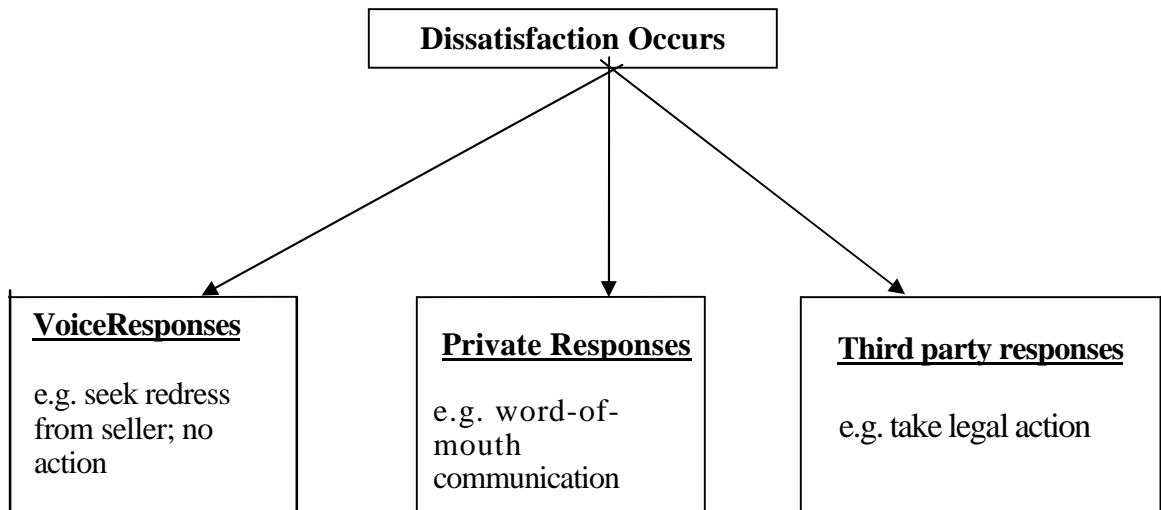 Dissatisfaction Occurs
VoiceResponses
e.g. seek redress
from seller; no
action
Private Responses
e.g. word-of-
mouth
communication
Third party responses
e.g. take legal action